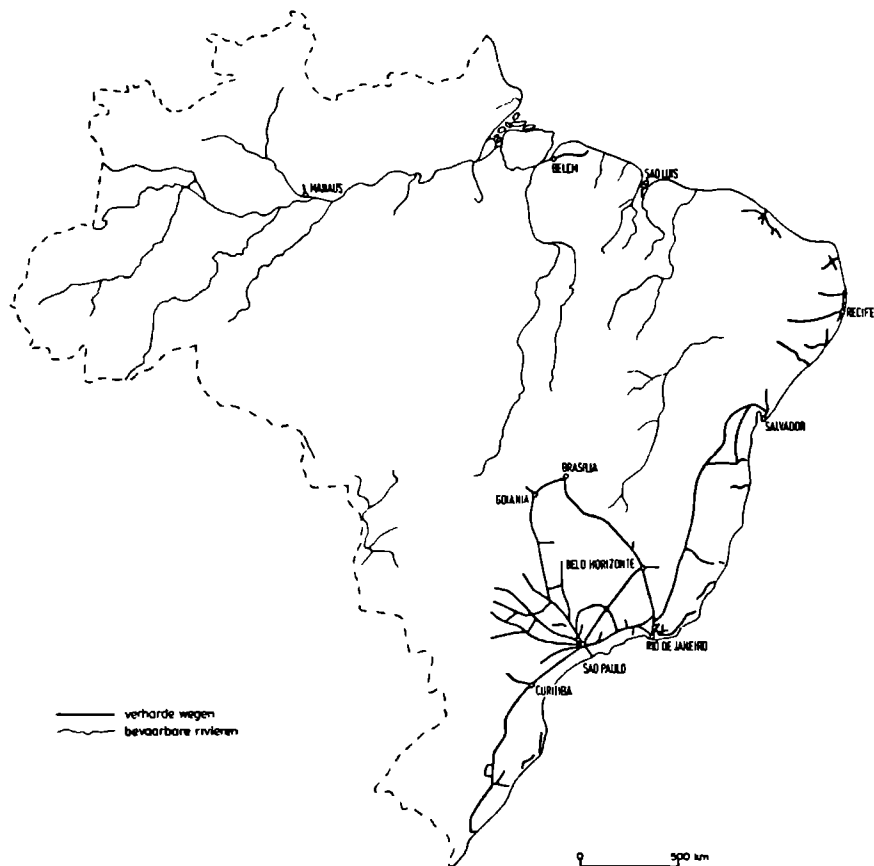 MANAUS
BELEM
SAO LUIS
RECIFE
SALVADOR
BRASILIA
GOIANIA
BELO HORIZONTE
RIO DE JANEIRO
SAO PAULO
CURITIBA
verharde wegen
bevaarbare rivieren
0 500 km